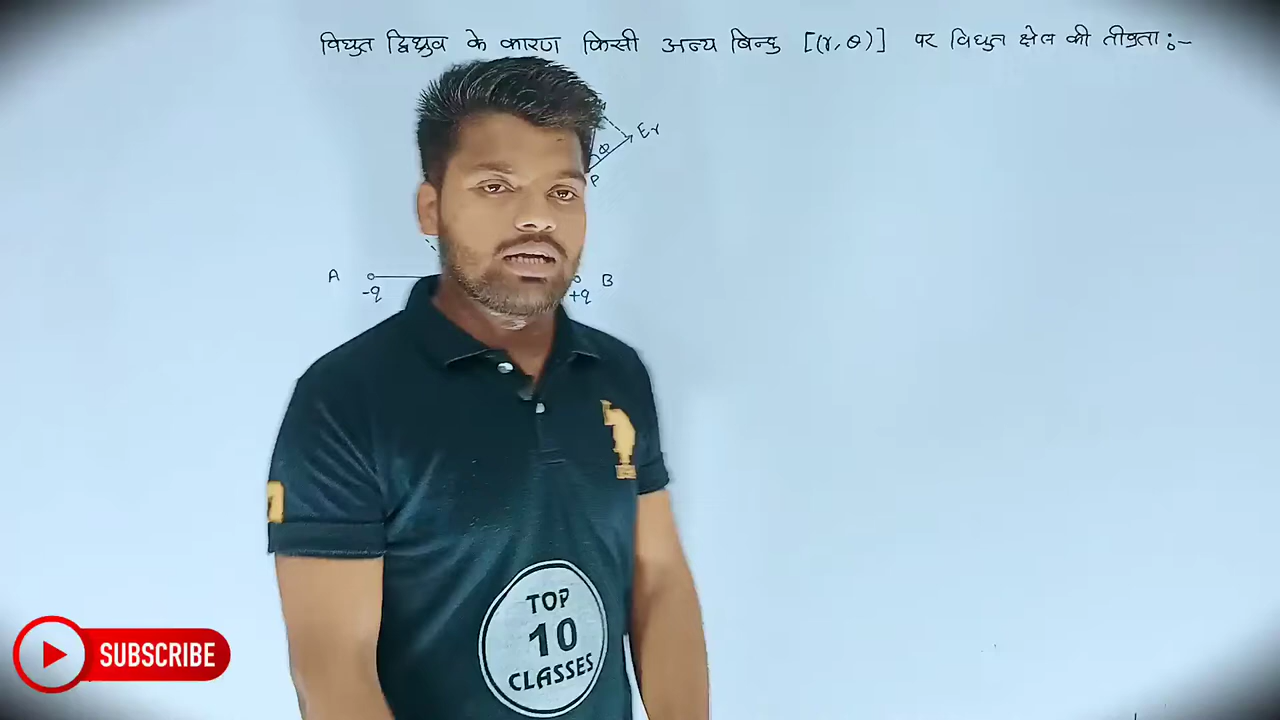 विद्युत द्विध्रुव के कारण किसी अन्य बिन्दु [(r, θ)] पर विद्युत क्षेत्र की तीव्रता :-
Er
θ
P
A
B
-q
+q
TOP
10
CLASSES
SUBSCRIBE